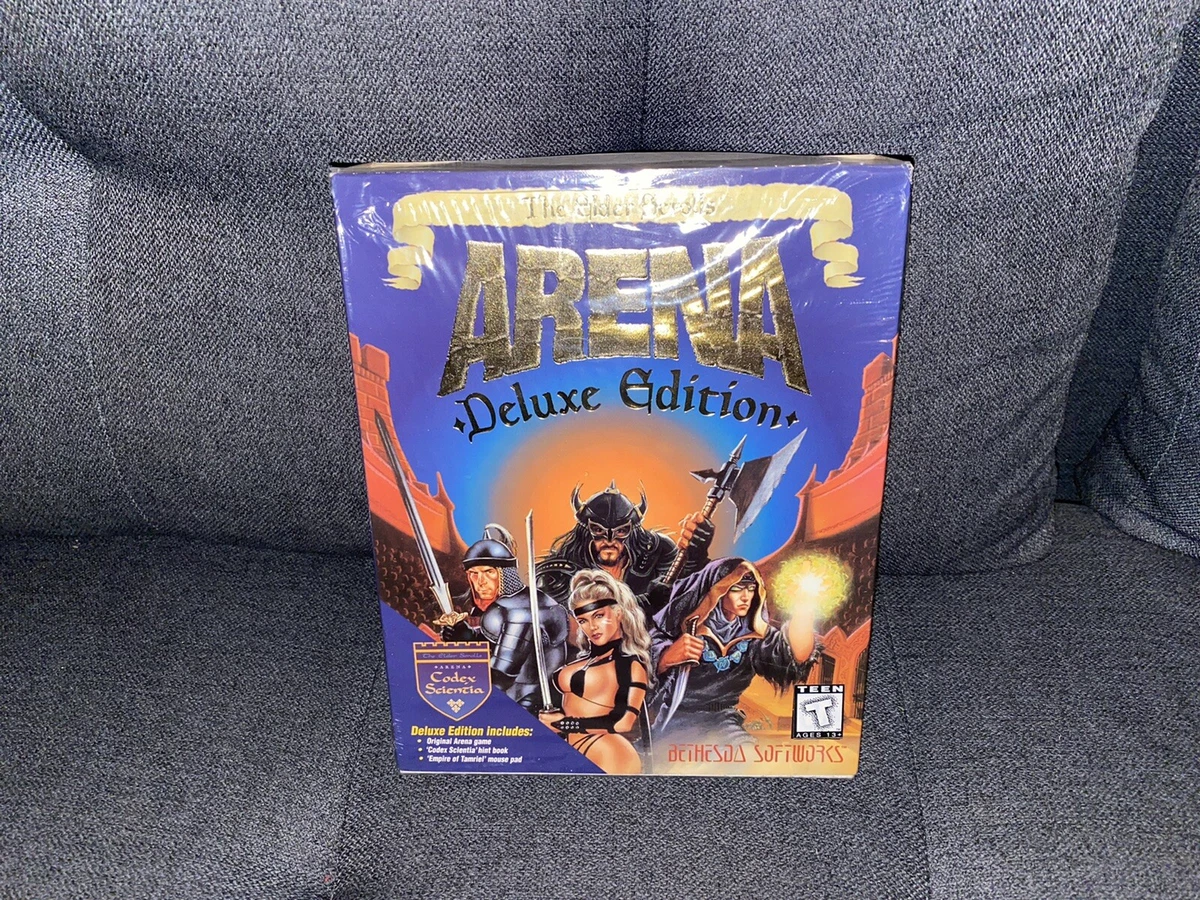 The Elder Scrolls
ARENA
Deluxe Edition
The Elder Scrolls
ARENA
Codex
Scientia
Deluxe Edition includes:
• Original Arena game
• 'Codex Scientia' hint book
• 'Empire of Tamriel' mouse pad
TEEN
T
AGES 13+
BETHESDA SOFTWORKS